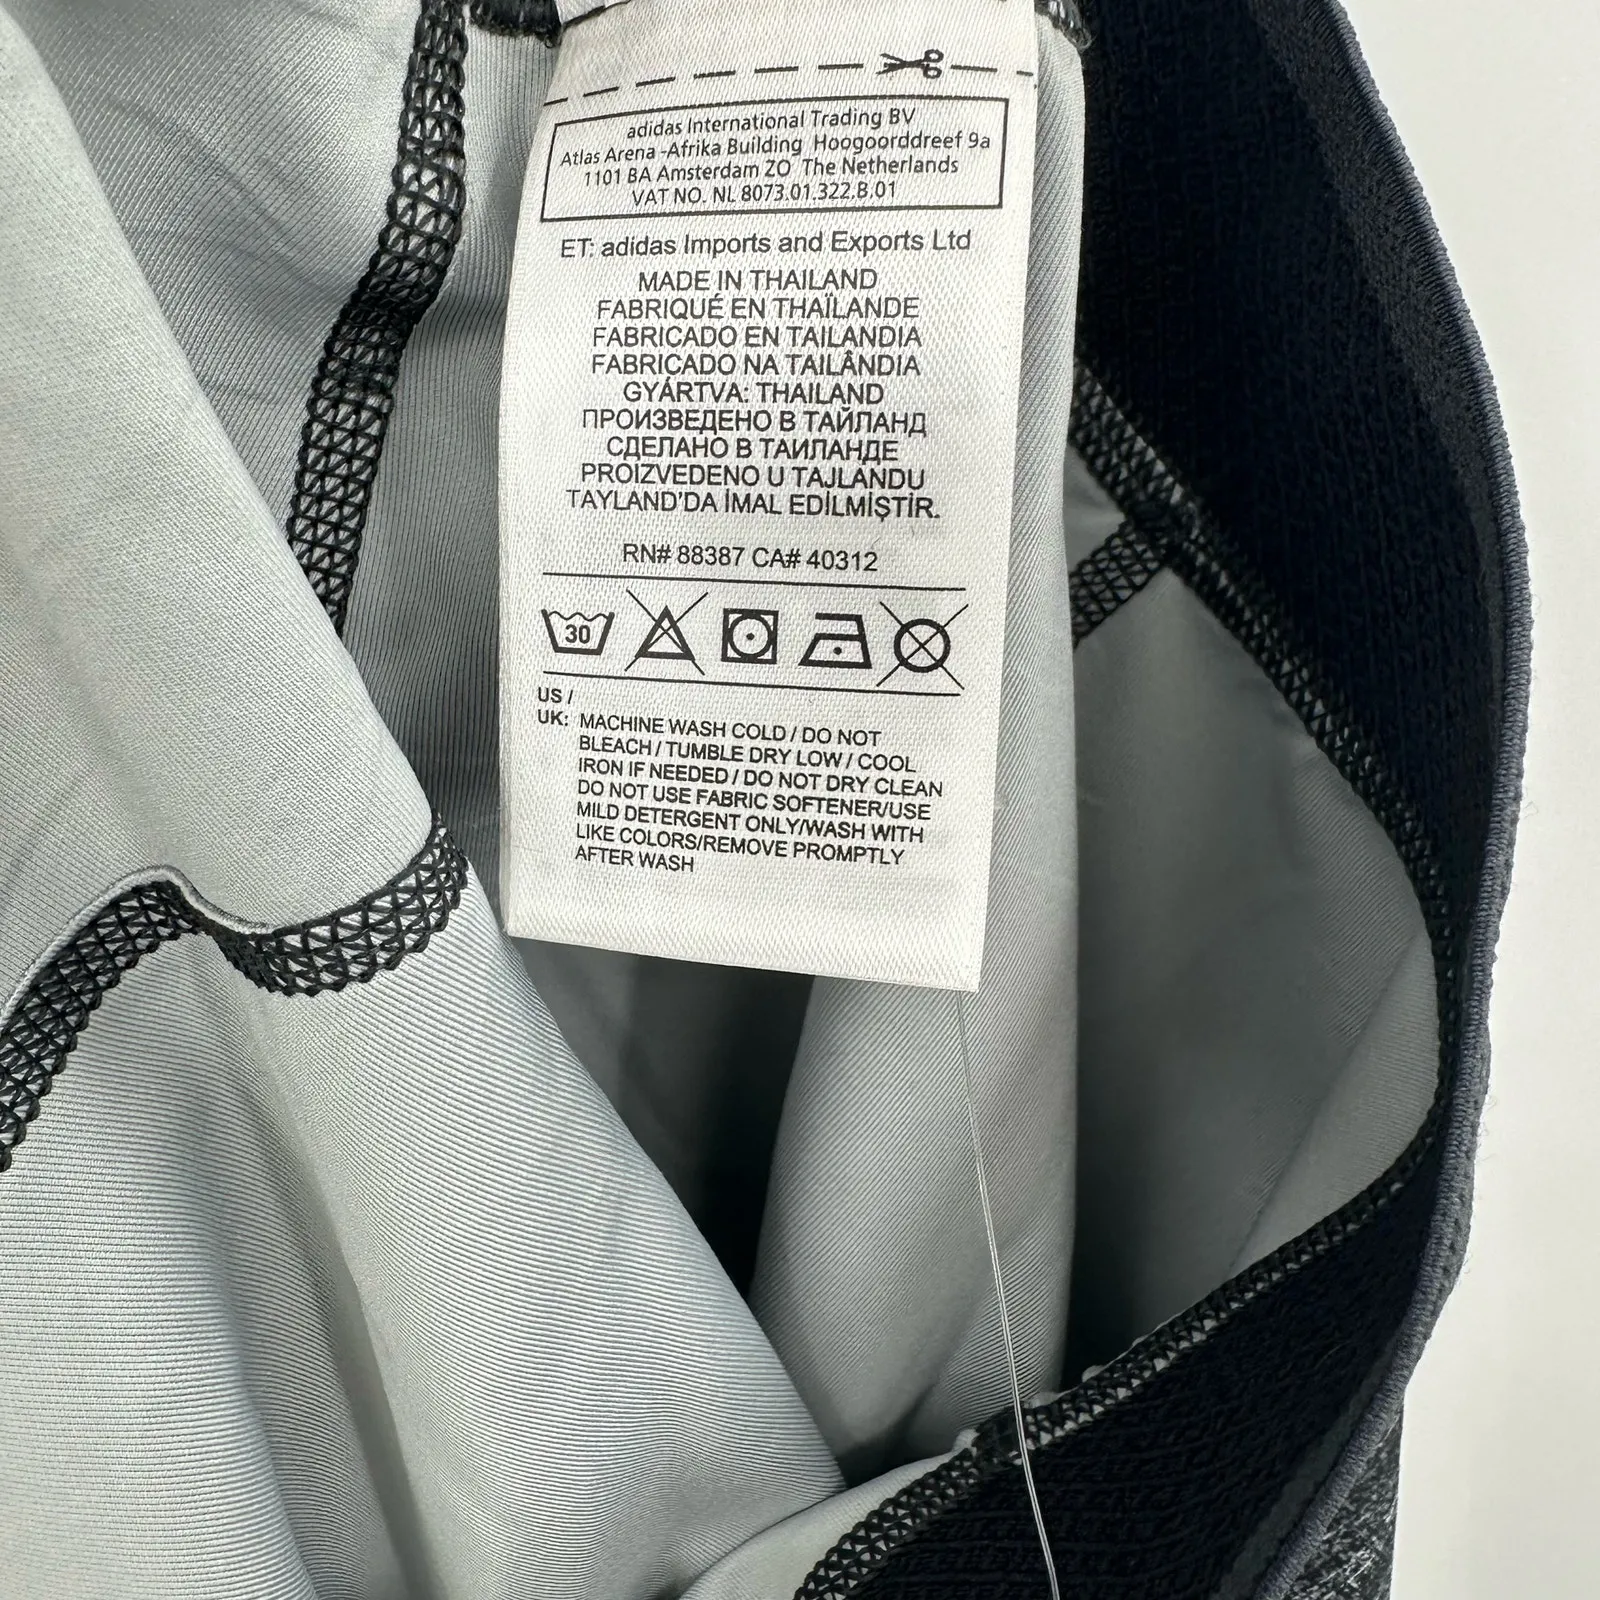 adidas International Trading BV
Atlas Arena -Afrika Building Hoogoorddreef 9a
1101 BA Amsterdam ZO The Netherlands
VAT NO. NL 8073.01.322.B.01
ET: adidas Imports and Exports Ltd
MADE IN THAILAND
FABRIQUÉ EN THAÏLANDE
FABRICADO EN TAILANDIA
FABRICADO NA TAILÂNDIA
GYÁRTVA: THAILAND
ПРОИЗВЕДЕНО В ТАЙЛАНД
СДЕЛАНО В ТАИЛАНДЕ
PROIZVEDENO U TAJLANDU
TAYLAND'DA İMAL EDİLMİŞTİR.
RN# 88387 CA# 40312
30
US /
UK: MACHINE WASH COLD / DO NOT
BLEACH / TUMBLE DRY LOW / COOL
IRON IF NEEDED / DO NOT DRY CLEAN
DO NOT USE FABRIC SOFTENER/USE
MILD DETERGENT ONLY/WASH WITH
LIKE COLORS/REMOVE PROMPTLY
AFTER WASH